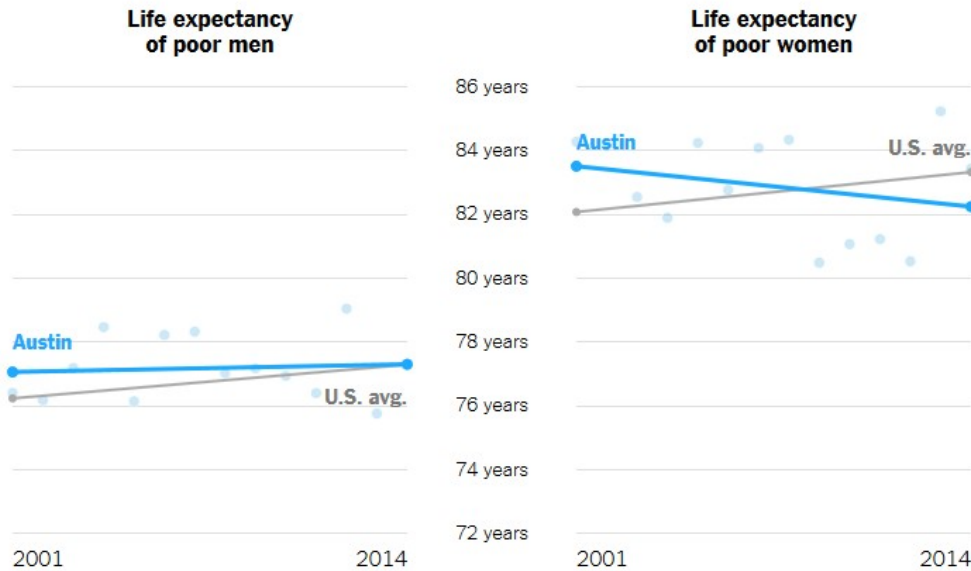 Life expectancy
of poor men
Life expectancy
of poor women
86 years
84 years
82 years
80 years
78 years
76 years
74 years
72 years
Austin
U.S. avg.
Austin
U.S. avg.
2001
2014
2001
2014